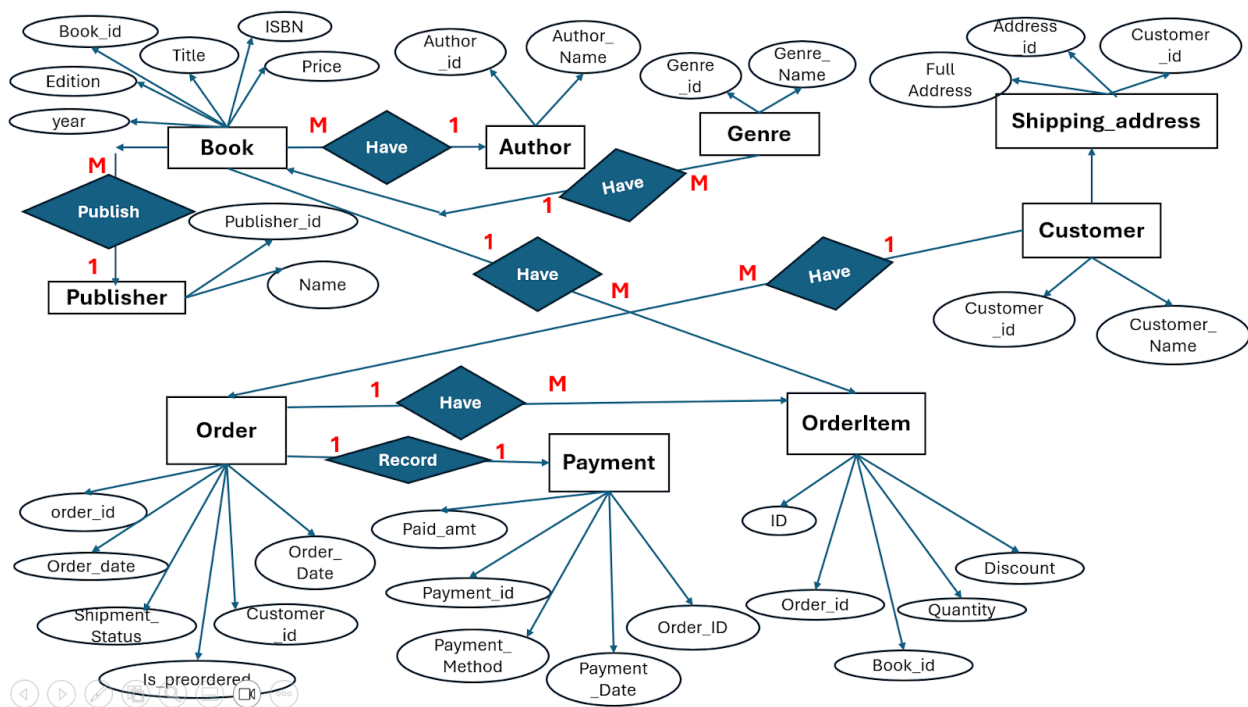 ISBN
Book_id
Title
Price
Edition
year
Author
_id
Author_
Name
Genre
_id
Genre_
Name
Address
_id
Customer
_id
Full
Address
Shipping_address
Book
M
Have
1
Author
Genre
M
Have
1
M
Publish
1
Publisher
Publisher_id
Name
1
Have
M
M
Have
1
Customer
Customer
_id
Customer_
Name
Order
1
Have
M
OrderItem
1
Record
1
Payment
order_id
Order_date
Shipment_
Status
Is_preordered
Customer
_id
Order_
Date
Paid_amt
Payment_id
Payment_
Method
Payment
_Date
Order_ID
ID
Order_id
Book_id
Quantity
Discount